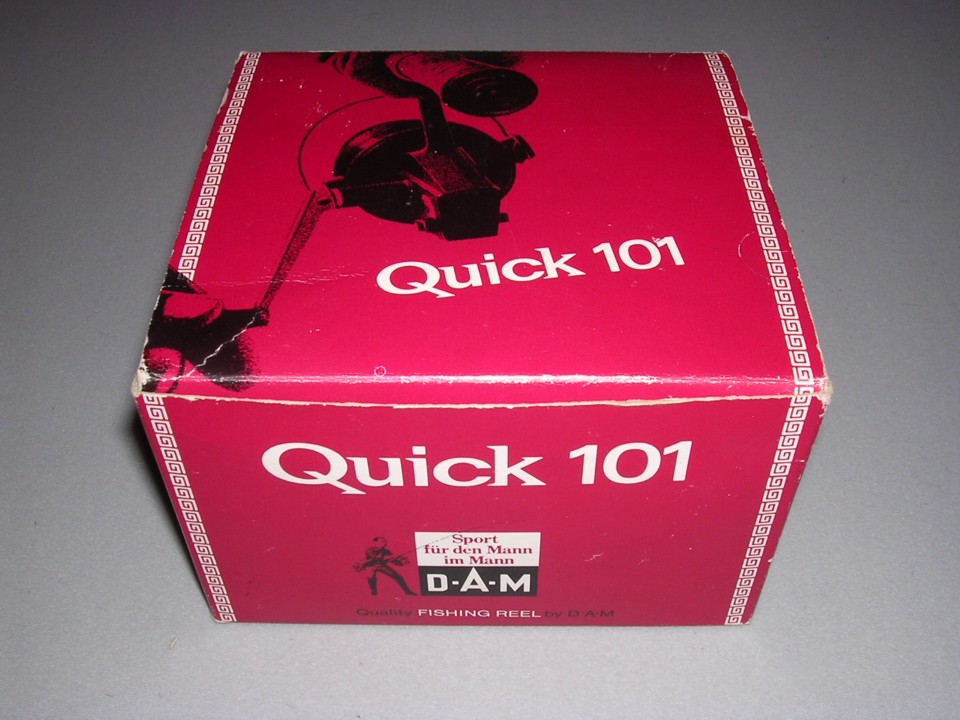 Quick 101
Quick 101
Sport
für den Mann
im Mann
D-A-M
Quality FISHING REEL by D-A-M